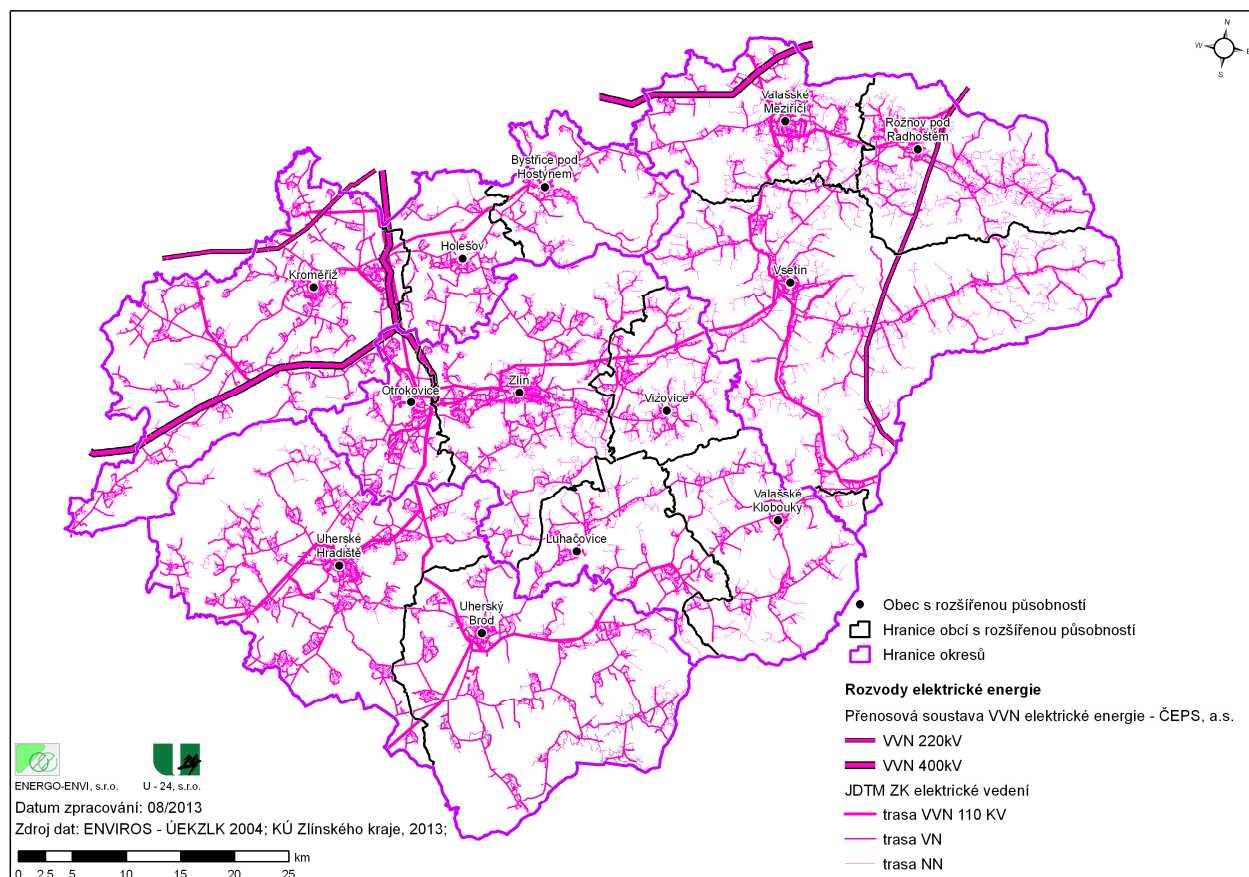 N
W
E
S
Valašské
Meziříčí
Rožnov pod
Radhoštěm
Bystřice pod
Hostýnem
Holešov
Kroměříž
Vsetín
Otrokovice
Zlín
Vizovice
Valašské
Klobouky
Luhačovice
Uherské
Hradiště
Uherský
Brod
Obec s rozšířenou působností
Hranice obcí s rozšířenou působností
Hranice okresů
Rozvody elektrické energie
Přenosová soustava VVN elektrické energie - ČEPS, a.s.
VVN 220kV
VVN 400kV
JDTM ZK elektrické vedení
trasa VVN 110 KV
trasa VN
trasa NN
ENERGO-ENVI, s.r.o. U - 24, s.r.o.
Datum zpracování: 08/2013
Zdroj dat: ENVIROS - ÚEKZLK 2004; KÚ Zlínského kraje, 2013;
km
0 2,5 5 10 15 20 25